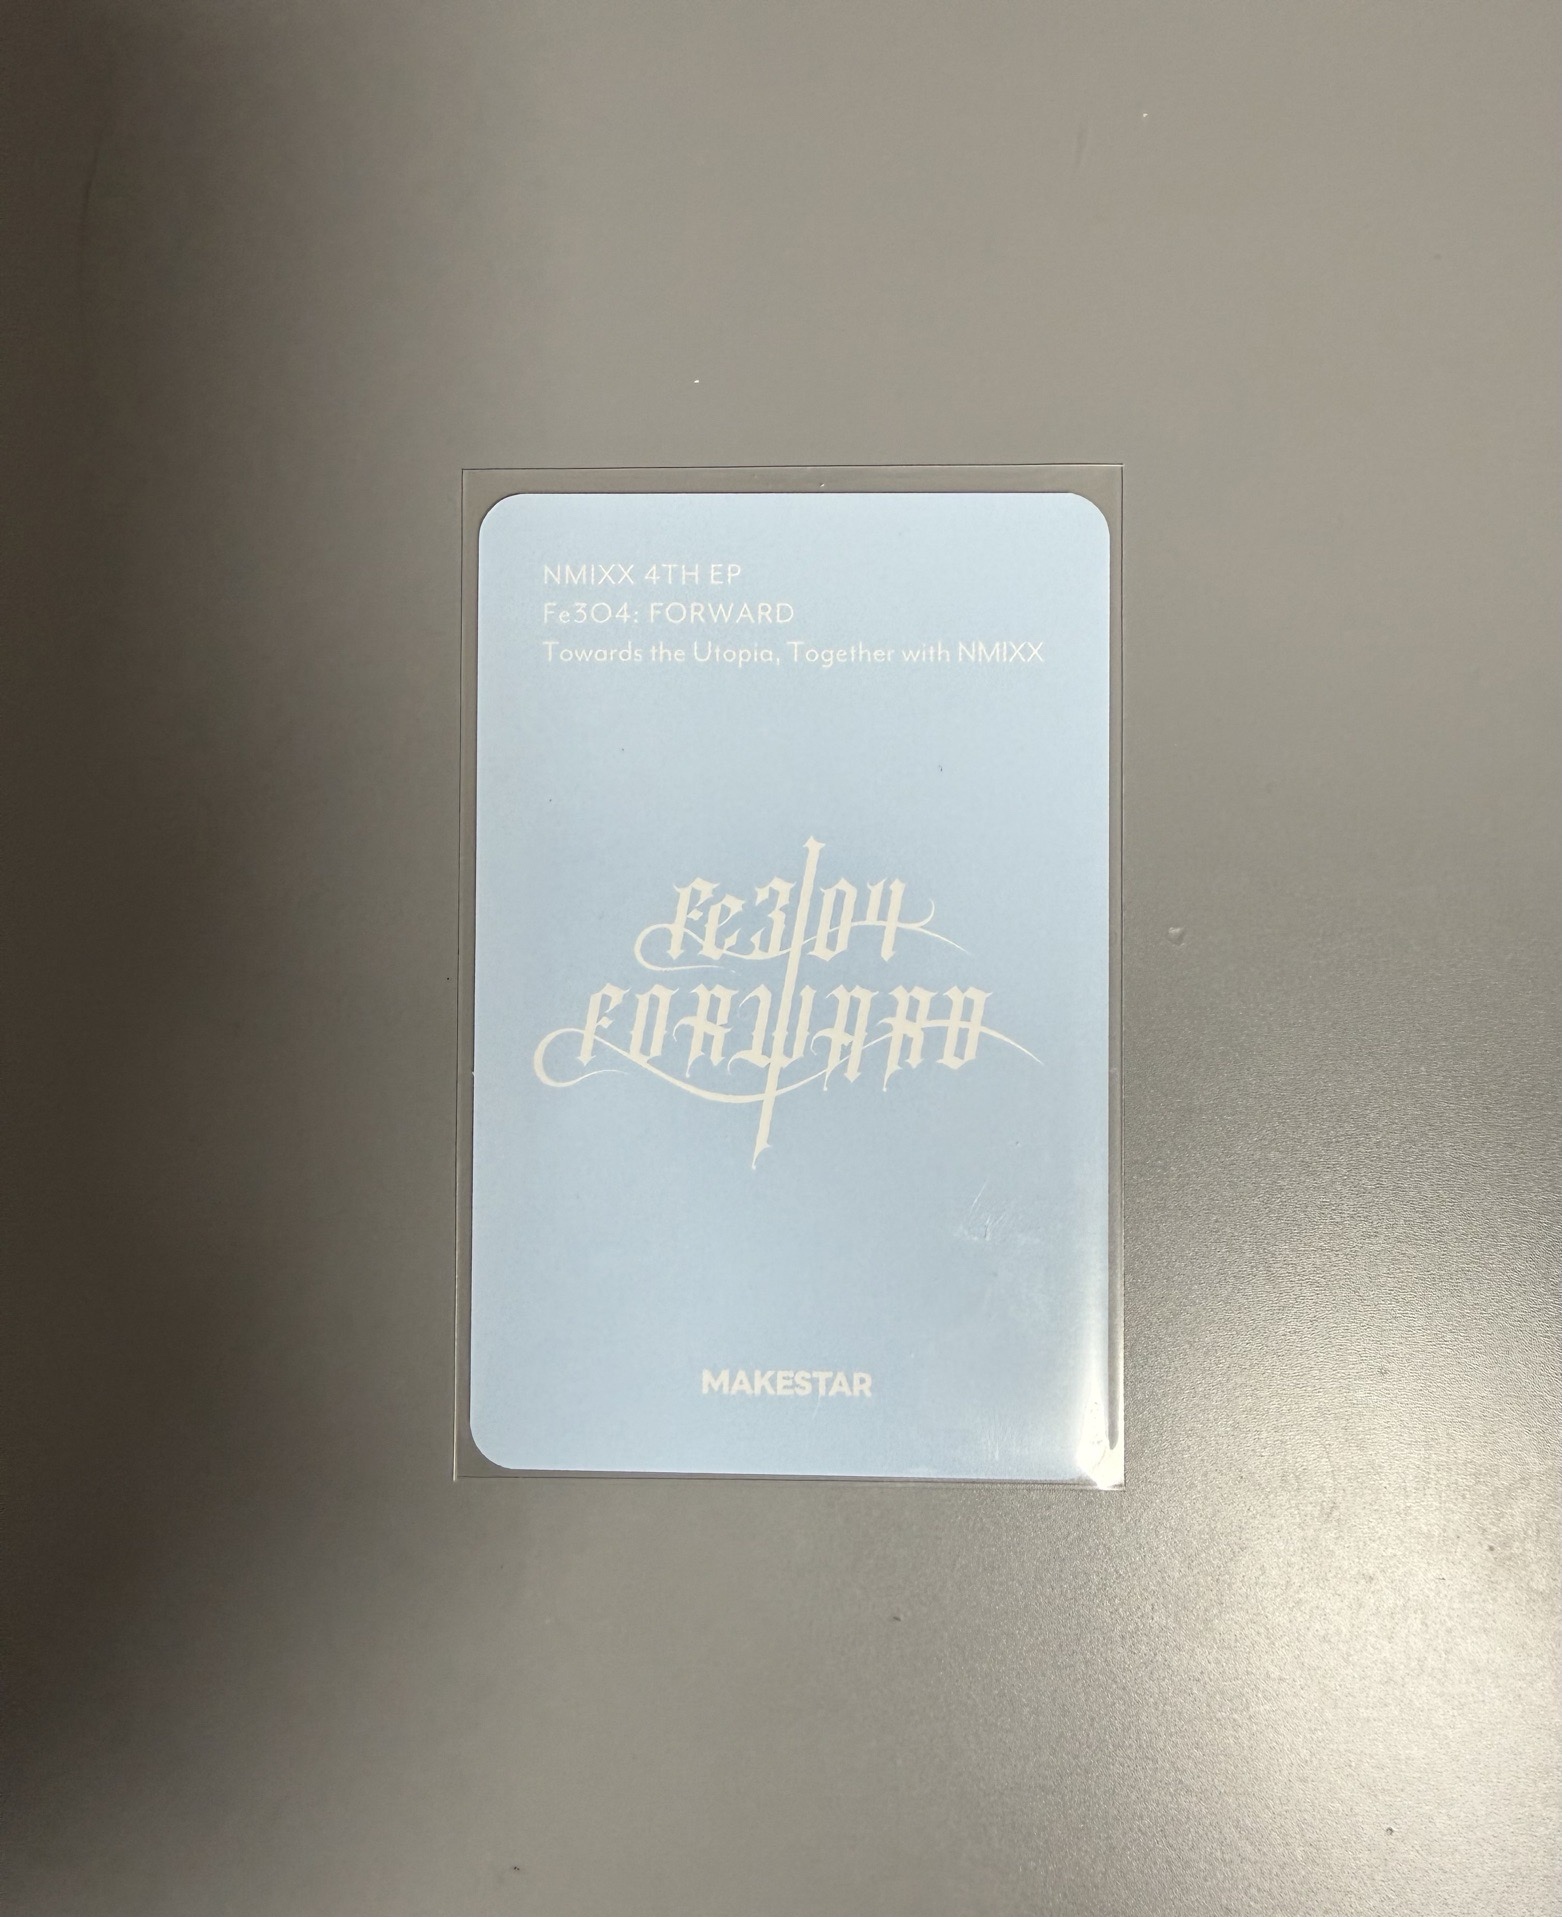 NMIXX 4TH EP
Fe3O4: FORWARD
Towards the Utopia, Together with NMIXX
Fe3O4
FORWARD
MAKESTAR